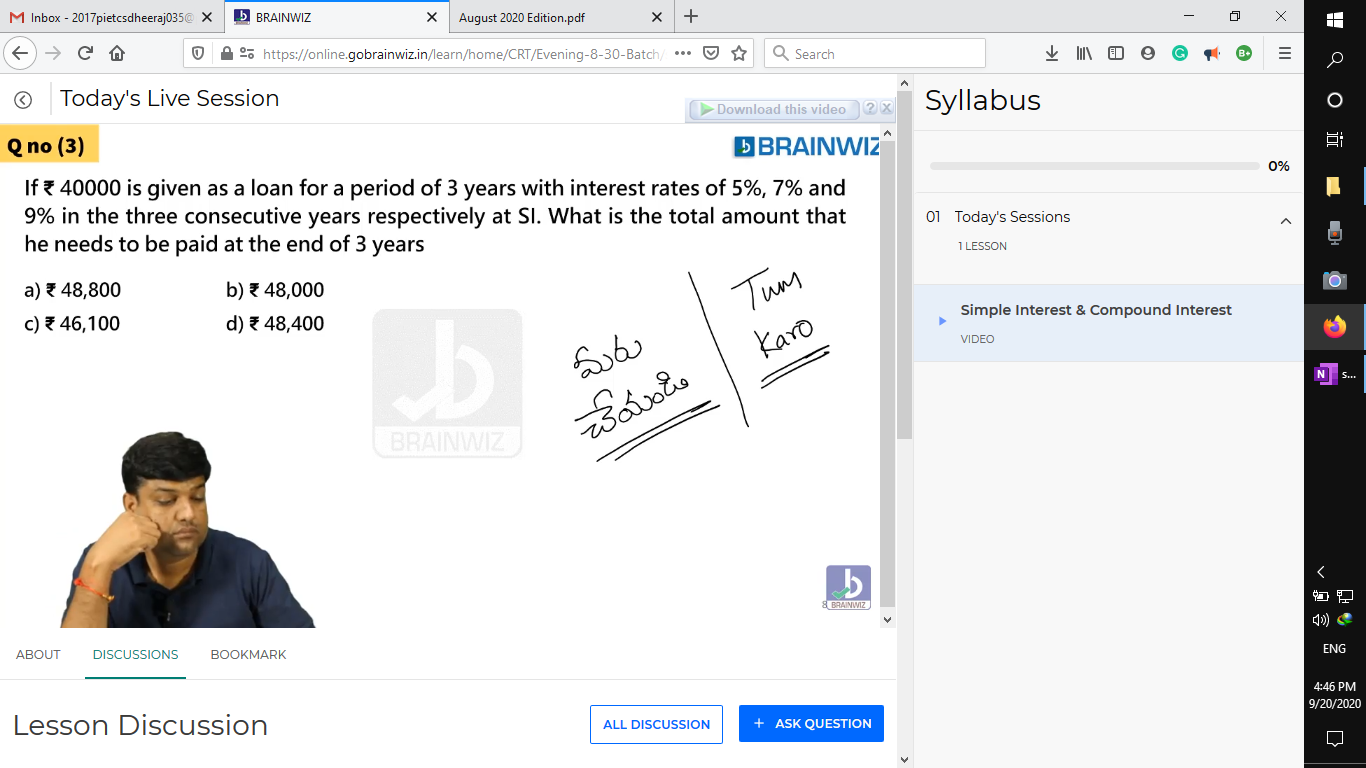 Inbox - 2017pietcsdheeraj035@
BRAINWIZ
August 2020 Edition.pdf
https://online.gobrainwiz.in/learn/home/CRT/Evening-8-30-Batch/
Search
Today's Live Session
Download this video
Q no (3)
BRAINWIZ
If ₹ 40000 is given as a loan for a period of 3 years with interest rates of 5%, 7% and
9% in the three consecutive years respectively at SI. What is the total amount that
he needs to be paid at the end of 3 years
a) ₹ 48,800 b) ₹ 48,000
c) ₹ 46,100 d) ₹ 48,400
Tum
Karo
BRAINWIZ
8 BRAINWIZ
ABOUT DISCUSSIONS BOOKMARK
Lesson Discussion
ALL DISCUSSION
+ ASK QUESTION
Syllabus
0%
01 Today's Sessions
1 LESSON
Simple Interest & Compound Interest
VIDEO
N s...
ENG
4:46 PM
9/20/2020